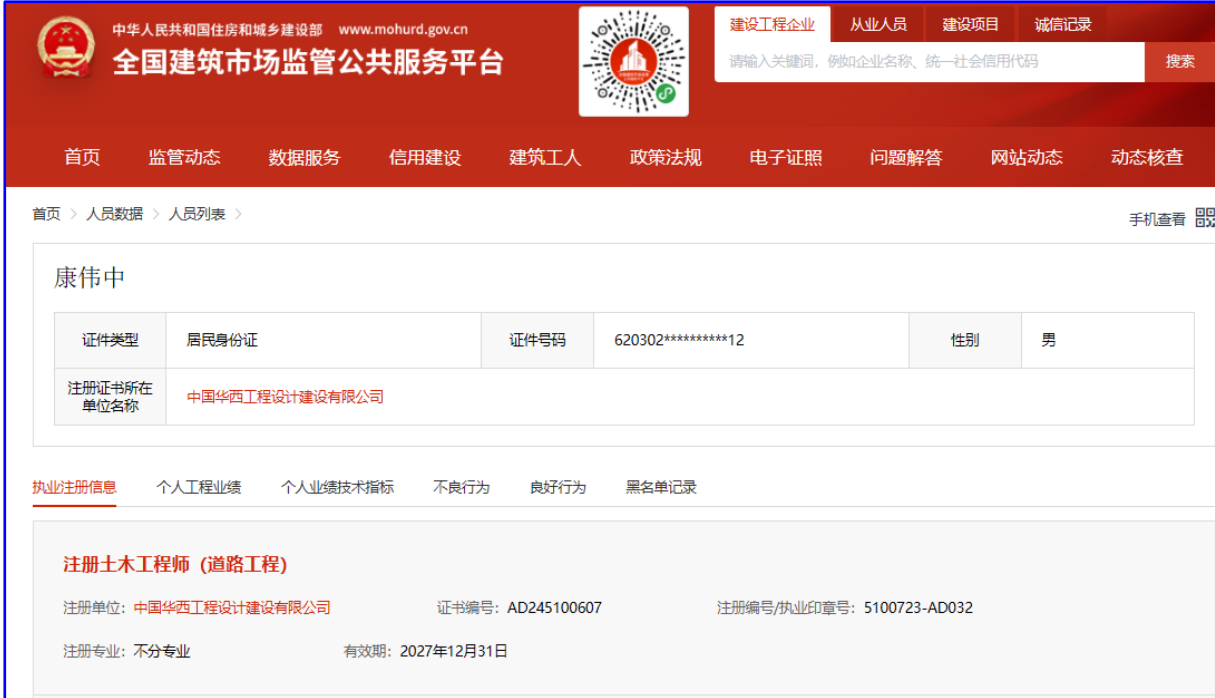 中华人民共和国住房和城乡建设部 www.mohurd.gov.cn
全国建筑市场监管公共服务平台
建设工程企业 从业人员 建设项目 诚信记录
请输入关键词，例如企业名称、统一社会信用代码 搜索
首页 监管动态 数据服务 信用建设 建筑工人 政策法规 电子证照 问题解答 网站动态 动态核查
首页 > 人员数据 > 人员列表 >
手机查看
康伟中
证件类型 居民身份证 证件号码 620302**********12 性别 男
注册证书所在
单位名称
中国华西工程设计建设有限公司
执业注册信息 个人工程业绩 个人业绩技术指标 不良行为 良好行为 黑名单记录
注册土木工程师（道路工程）
注册单位：中国华西工程设计建设有限公司 证书编号：AD245100607 注册编号/执业印章号：5100723-AD032
注册专业：不分专业 有效期：2027年12月31日